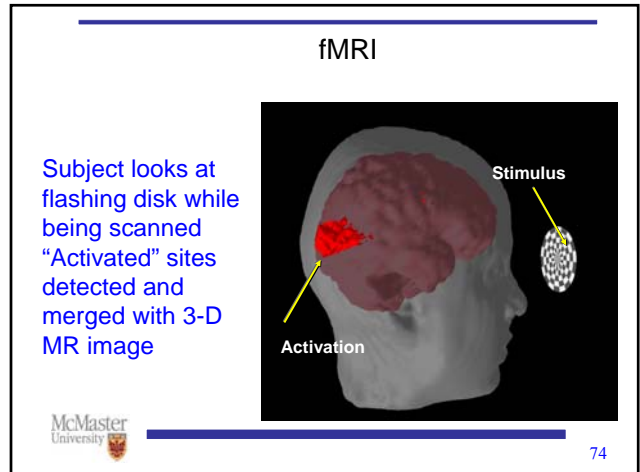 fMRI
Subject looks at
flashing disk while
being scanned
“Activated” sites
detected and
merged with 3-D
MR image
Stimulus
Activation
McMaster
University
74